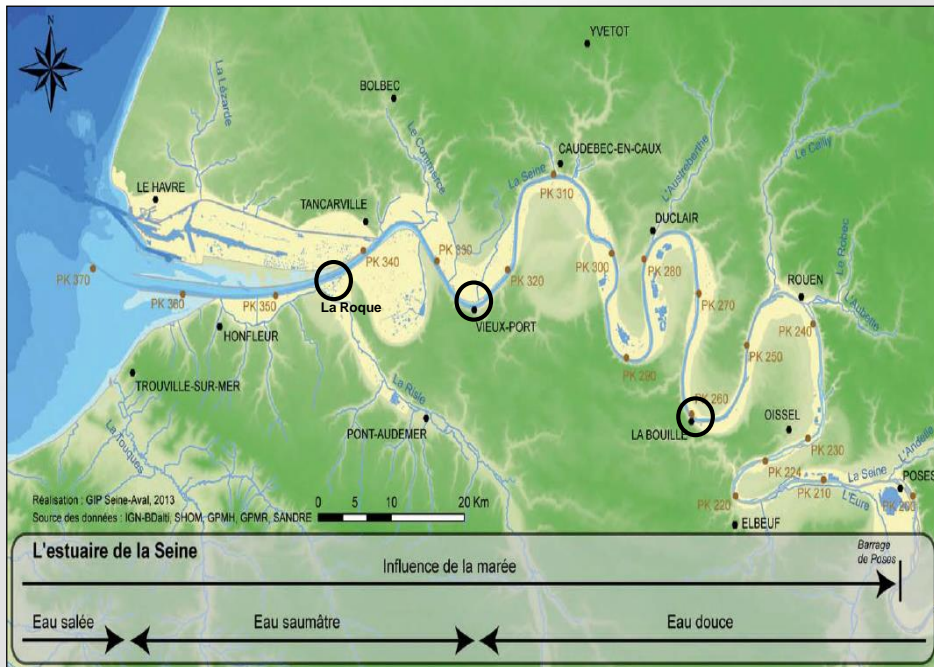 N
YVETOT
BOLBEC
La Lézarde
Le Commerce
CAUDEBEC-EN-CAUX
La Seine
PK 310
L'Austreberthe
Le Cailly
LE HAVRE
TANCARVILLE
DUCLAIR
La Robec
PK 330
PK 340
PK 370
PK 320
PK 300
PK 280
PK 270
ROUEN
L'Aubette
PK 360
PK 350
La Roque
VIEUX-PORT
PK 240
HONFLEUR
PK 250
PK 290
TROUVILLE-SUR-MER
La Risle
PK 260
LA BOUILLE
OISSEL
PONT-AUDEMER
PK 230
La Touques
PK 224
L'Andelle
La Seine
POSES
PK 210
L'Eure
PK 220
PK 200
ELBEUF
Réalisation : GIP Seine-Aval, 2013
0 10 20 Km
Source des données : IGN-BDalti, SHOM, GPMH, GPMR, SANDRE
L'estuaire de la Seine
Barrage
de Poses
Influence de la marée
Eau salée Eau saumâtre Eau douce